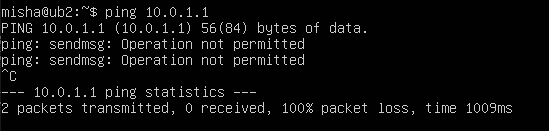 misha@ub2:~$ ping 10.0.1.1
PING 10.0.1.1 (10.0.1.1) 56(84) bytes of data.
ping: sendmsg: Operation not permitted
ping: sendmsg: Operation not permitted
^C
--- 10.0.1.1 ping statistics ---
2 packets transmitted, 0 received, 100% packet loss, time 1009ms